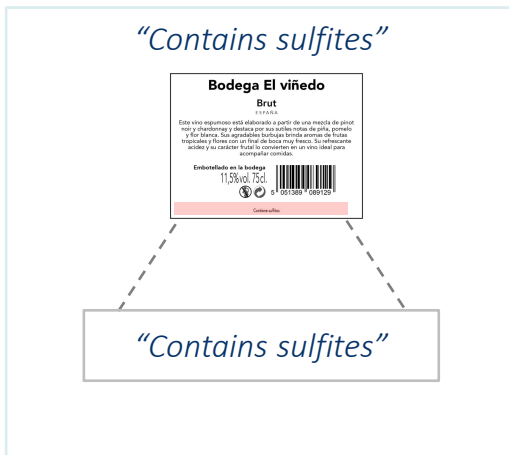 “Contains sulfites”
Bodega El viñedo
Brut
ESPAÑA
Este vino espumoso está elaborado a partir de una mezcla de pinot
noir y chardonnay y destaca por sus sutiles notas de piña, pomelo
y flor blanca. Sus agradables burbujas brinda aromas de frutas
tropicales y flores con un final de boca muy fresco. Su refrescante
acidez y su carácter frutal lo convierten en un vino ideal para
acompañar comidas.
Embotellado en la bodega
11,5%vol. 75cl.
5 051389 089129
Contiene sulfitos
“Contains sulfites”